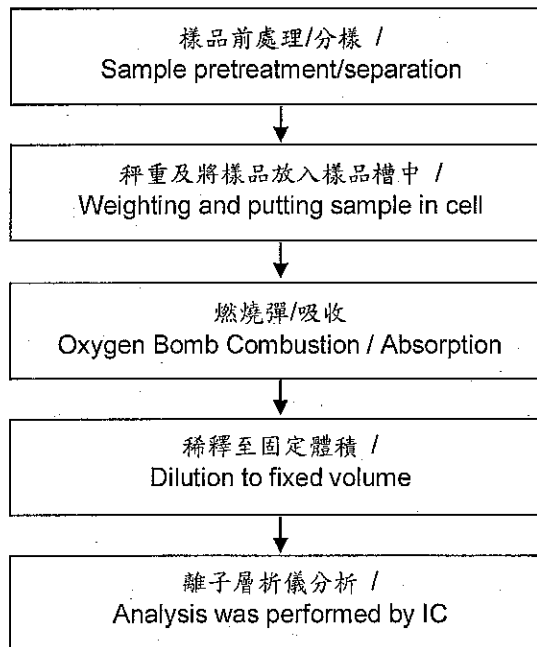 樣品前處理/分樣 /
Sample pretreatment/separation
秤重及將樣品放入樣品槽中 /
Weighting and putting sample in cell
燃燒彈/吸收
Oxygen Bomb Combustion / Absorption
稀釋至固定體積 /
Dilution to fixed volume
離子層析儀分析 /
Analysis was performed by IC